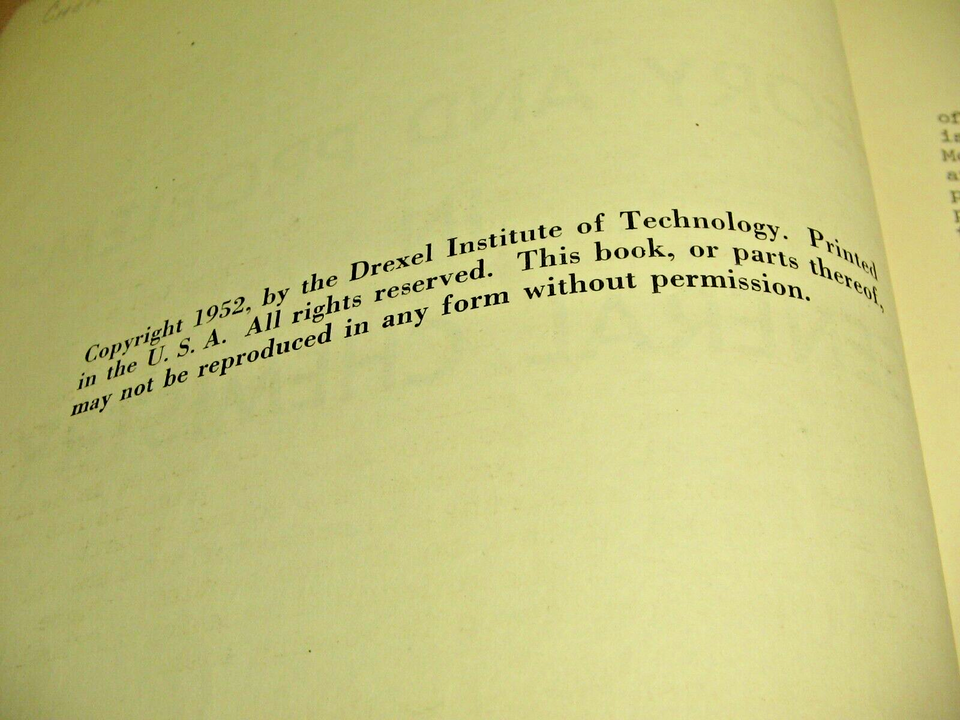 Copyright 1952, by the Drexel Institute of Technology. Printed
in the U. S. A. All rights reserved. This book, or parts thereof,
may not be reproduced in any form without permission.
of